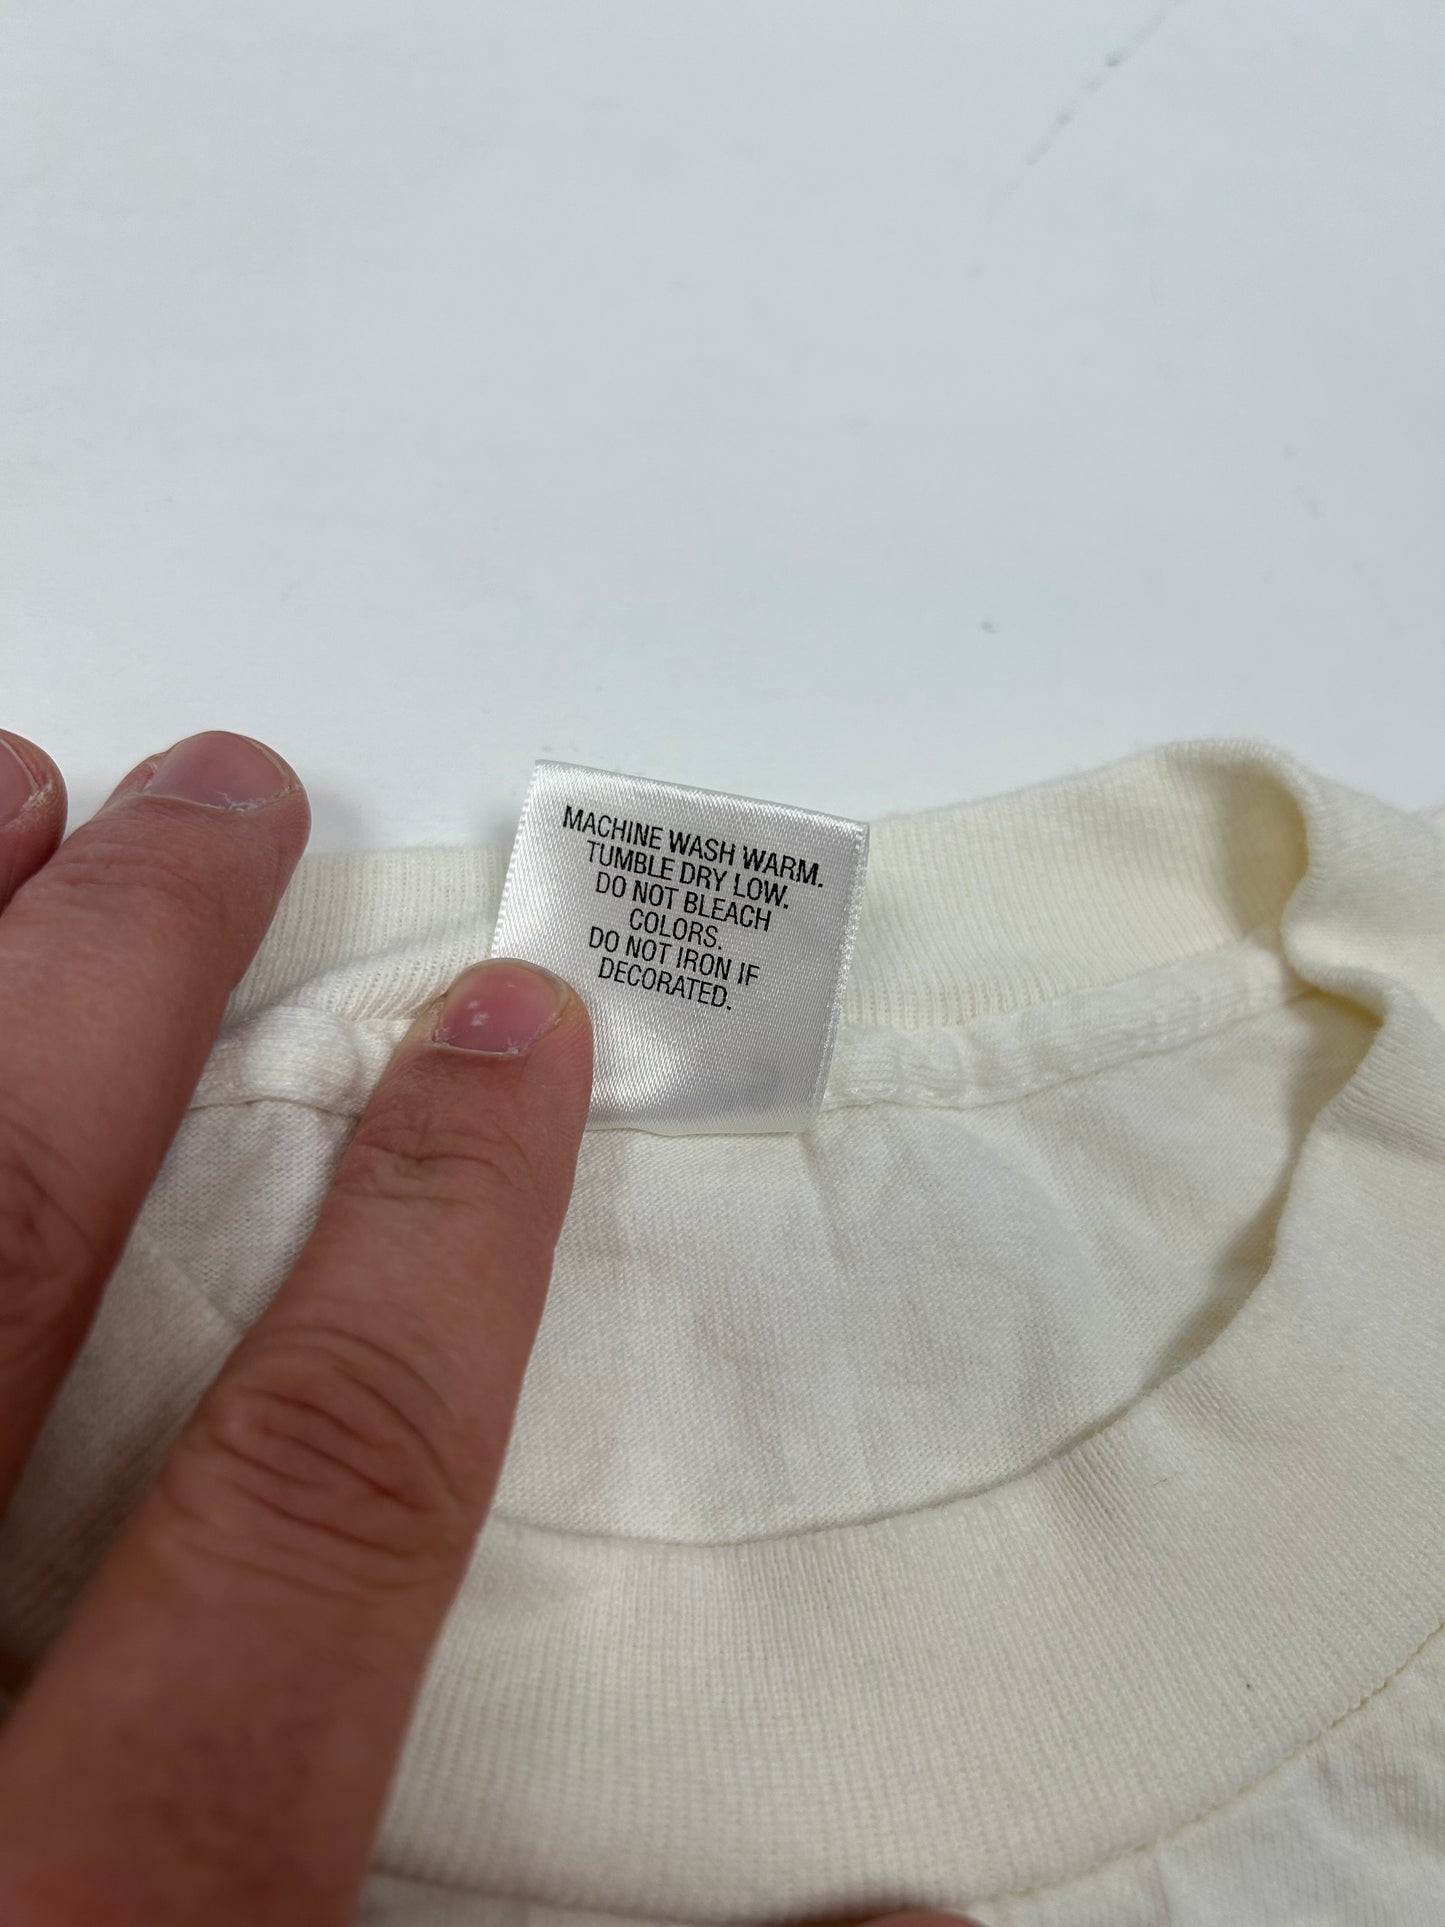 MACHINE WASH WARM.
TUMBLE DRY LOW.
DO NOT BLEACH
COLORS.
DO NOT IRON IF
DECORATED.